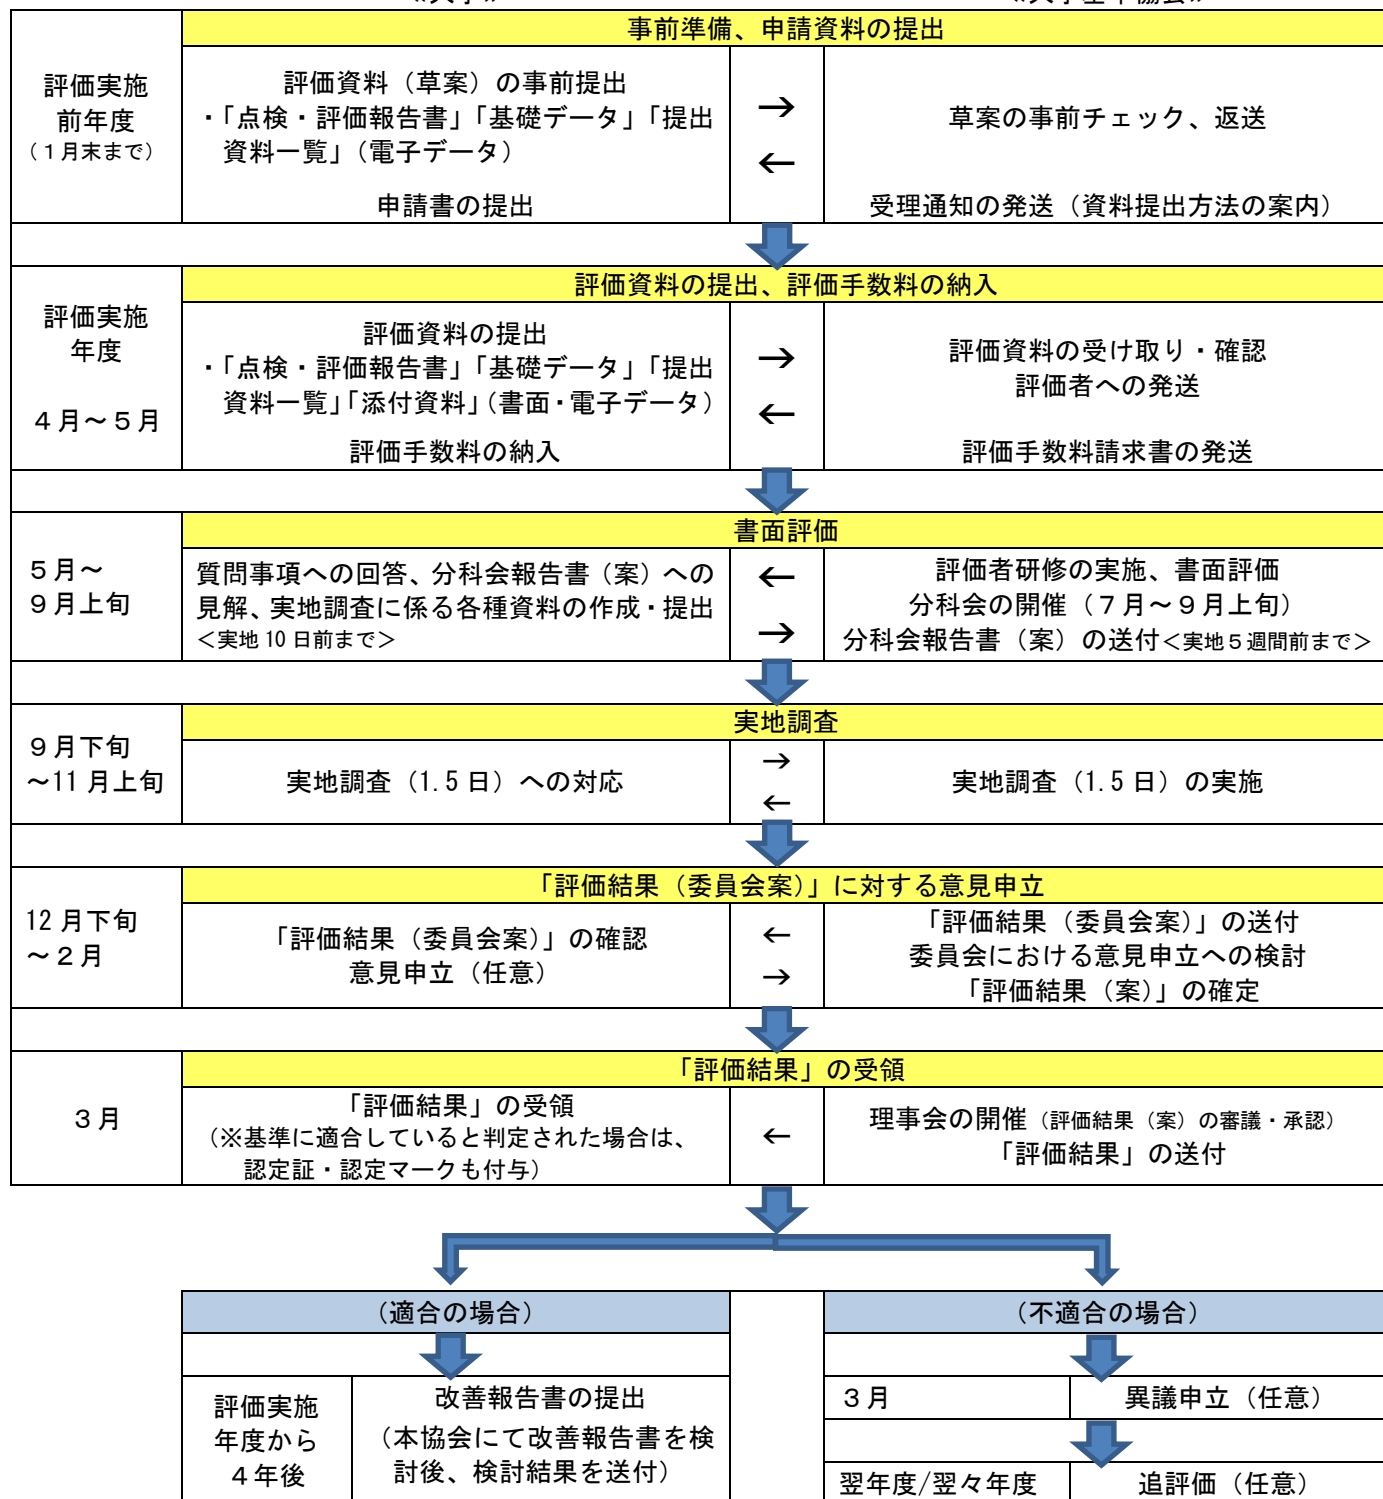 事前準備、申請資料の提出
評価実施
前年度
(1月末まで)
評価資料(草案)の事前提出
・「点検・評価報告書」「基礎データ」「提出
資料一覧」(電子データ)
申請書の提出
→
←
草案の事前チェック、返送
受理通知の発送(資料提出方法の案内)
評価資料の提出、評価手数料の納入
評価実施
年度
4月~5月
評価資料の提出
・「点検・評価報告書」「基礎データ」「提出
資料一覧」「添付資料」(書面・電子データ)
評価手数料の納入
→
←
評価資料の受け取り・確認
評価者への発送
評価手数料請求書の発送
書面評価
5月~
9月上旬
質問事項への回答、分科会報告書(案)への
見解、実地調査に係る各種資料の作成・提出
<実地10日前まで>
←
→
評価者研修の実施、書面評価
分科会の開催(7月~9月上旬)
分科会報告書(案)の送付<実地5週間前まで>
実地調査
9月下旬
~11月上旬
実地調査(1.5日)への対応
→
←
実地調査(1.5日)の実施
「評価結果(委員会案)」に対する意見申立
12月下旬
~2月
「評価結果(委員会案)」の確認
意見申立(任意)
←
→
「評価結果(委員会案)」の送付
委員会における意見申立への検討
「評価結果(案)」の確定
「評価結果」の受領
3月
「評価結果」の受領
(※基準に適合していると判定された場合は、
認定証・認定マークも付与)
←
理事会の開催(評価結果(案)の審議・承認)
「評価結果」の送付
(適合の場合)
評価実施
年度から
4年後
改善報告書の提出
(本協会にて改善報告書を検
討後、検討結果を送付)
(不適合の場合)
3月
異議申立(任意)
翌年度/翌々年度
追評価(任意)